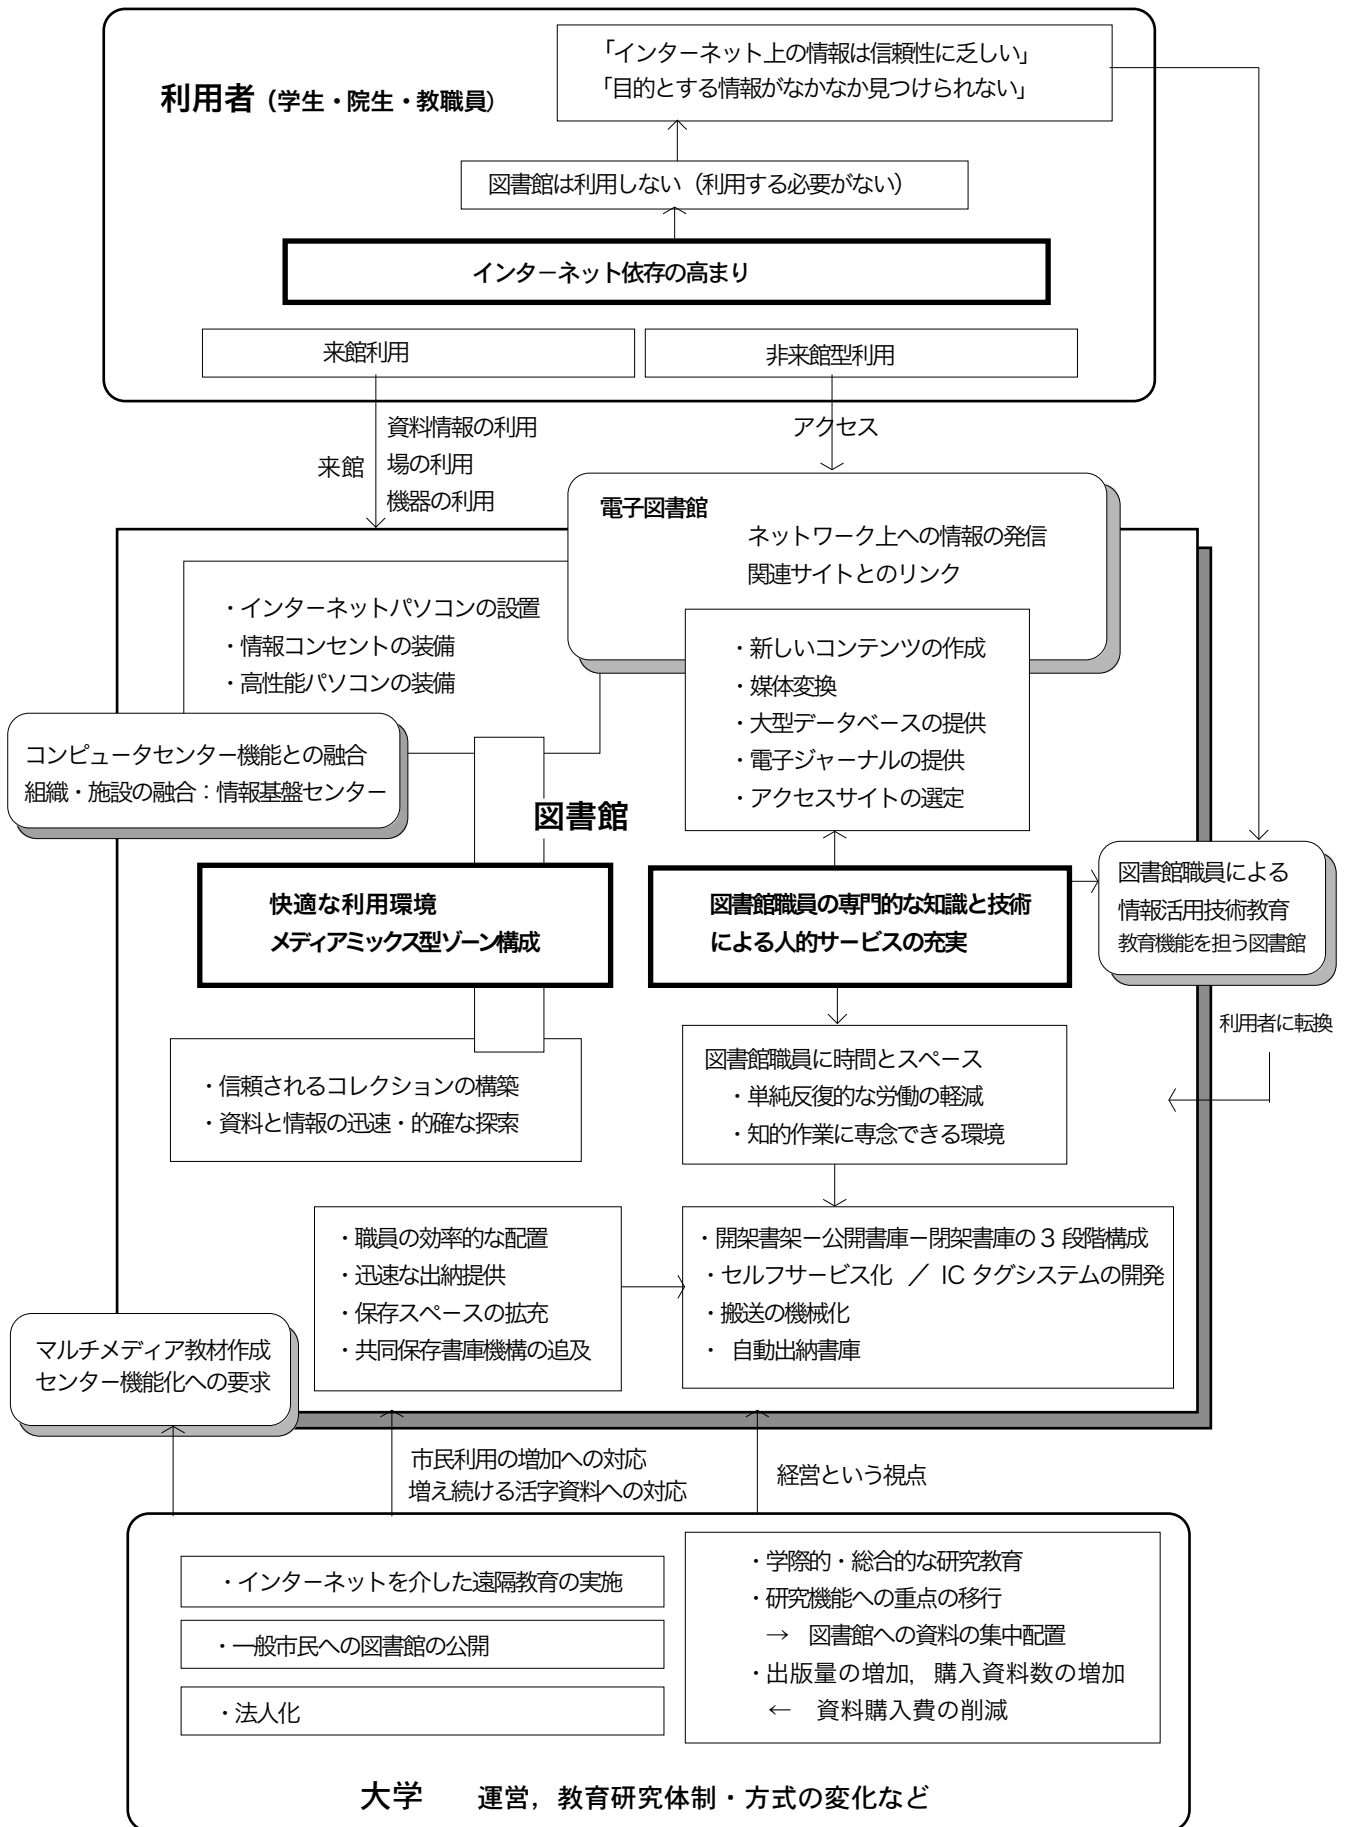 「インターネット上の情報は信頼性に乏しい」
「目的とする情報がなかなか見つけられない」
利用者（学生・院生・教職員）
図書館は利用しない（利用する必要がない）
インターネット依存の高まり
来館利用
非来館型利用
資料情報の利用
場の利用
機器の利用
来館
アクセス
電子図書館
ネットワーク上への情報の発信
関連サイトとのリンク
・インターネットパソコンの設置
・情報コンセントの装備
・高性能パソコンの装備
・新しいコンテンツの作成
・媒体変換
・大型データベースの提供
・電子ジャーナルの提供
・アクセスサイトの選定
コンピュータセンター機能との融合
組織・施設の融合：情報基盤センター
図書館
快適な利用環境
メディアミックス型ゾーン構成
図書館職員の専門的な知識と技術
による人的サービスの充実
図書館職員による
情報活用技術教育
教育機能を担う図書館
利用者に転換
・信頼されるコレクションの構築
・資料と情報の迅速・的確な探索
図書館職員に時間とスペース
・単純反復的な労働の軽減
・知的作業に専念できる環境
・職員の効率的な配置
・迅速な出納提供
・保存スペースの拡充
・共同保存書庫機構の追及
・開架書架－公開書庫－閉架書庫の3段階構成
・セルフサービス化 ／ ICタグシステムの開発
・搬送の機械化
・ 自動出納書庫
マルチメディア教材作成
センター機能化への要求
市民利用の増加への対応
増え続ける活字資料への対応
経営という視点
・インターネットを介した遠隔教育の実施
・一般市民への図書館の公開
・法人化
・学際的・総合的な研究教育
・研究機能への重点の移行
→ 図書館への資料の集中配置
・出版量の増加，購入資料数の増加
← 資料購入費の削減
大学 運営，教育研究体制・方式の変化など